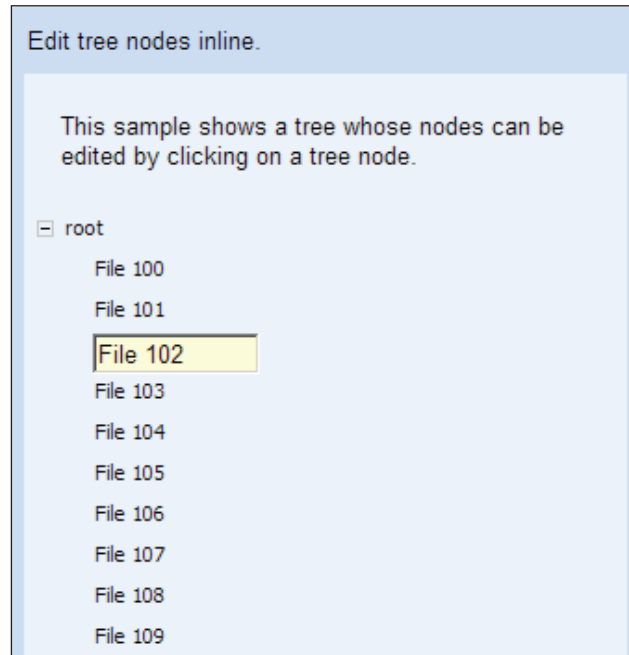 Edit tree nodes inline.
This sample shows a tree whose nodes can be
edited by clicking on a tree node.
root
File 100
File 101
File 102
File 103
File 104
File 105
File 106
File 107
File 108
File 109